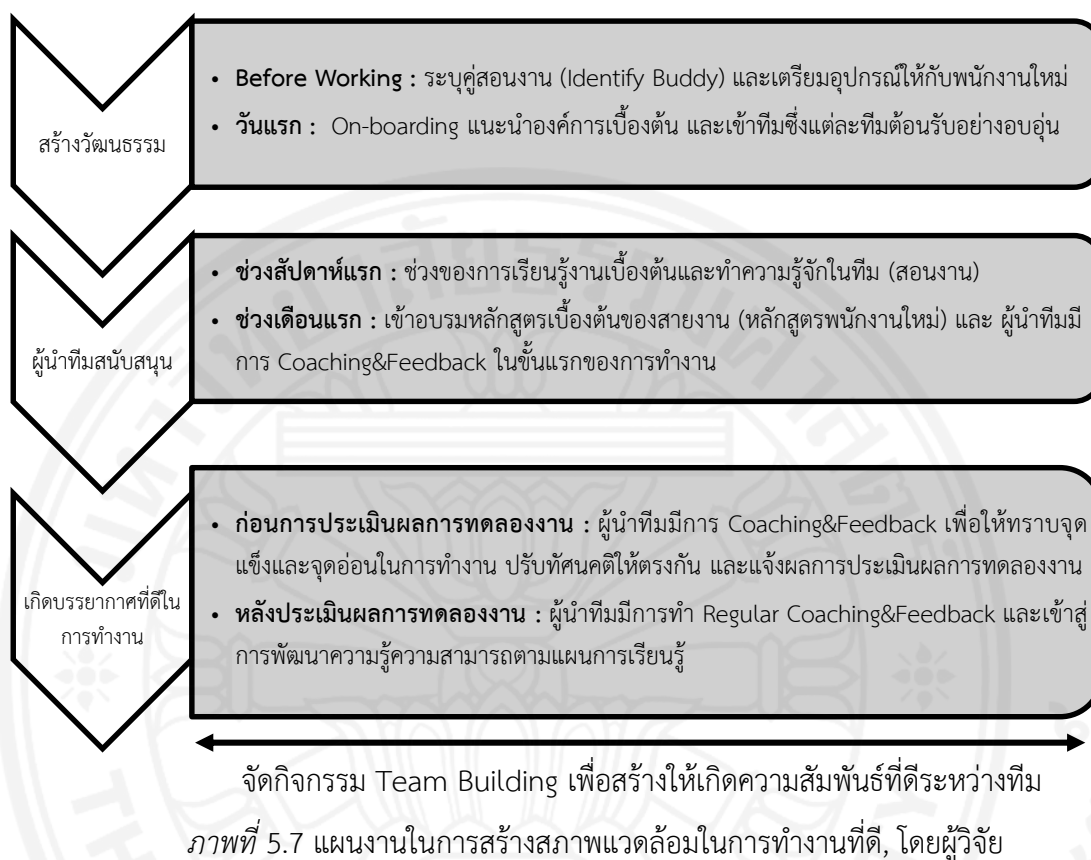 สร้างวัฒนธรรม
• Before Working : ระบุคู่สอนงาน (Identify Buddy) และเตรียมอุปกรณ์ให้กับพนักงานใหม่
• วันแรก : On-boarding แนะนำองค์การเบื้องต้น และเข้าทีมซึ่งแต่ละทีมต้อนรับอย่างอบอุ่น
ผู้นำทีมสนับสนุน
• ช่วงสัปดาห์แรก : ช่วงของการเรียนรู้งานเบื้องต้นและทำความรู้จักในทีม (สอนงาน)
• ช่วงเดือนแรก : เข้าอบรมหลักสูตรเบื้องต้นของสายงาน (หลักสูตรพนักงานใหม่) และ ผู้นำทีมมี
การ Coaching&Feedback ในขั้นแรกของการทำงาน
เกิดบรรยากาศที่ดีใน
การทำงาน
• ก่อนการประเมินผลการทดลองงาน : ผู้นำทีมมีการ Coaching&Feedback เพื่อให้ทราบจุด
แข็งและจุดอ่อนในการทำงาน ปรับทัศนคติให้ตรงกัน และแจ้งผลการประเมินผลการทดลองงาน
• หลังประเมินผลการทดลองงาน : ผู้นำทีมมีการทำ Regular Coaching&Feedback และเข้าสู่
การพัฒนาความรู้ความสามารถตามแผนการเรียนรู้
จัดกิจกรรม Team Building เพื่อสร้างให้เกิดความสัมพันธ์ที่ดีระหว่างทีม
ภาพที่ 5.7 แผนงานในการสร้างสภาพแวดล้อมในการทำงานที่ดี, โดยผู้วิจัย